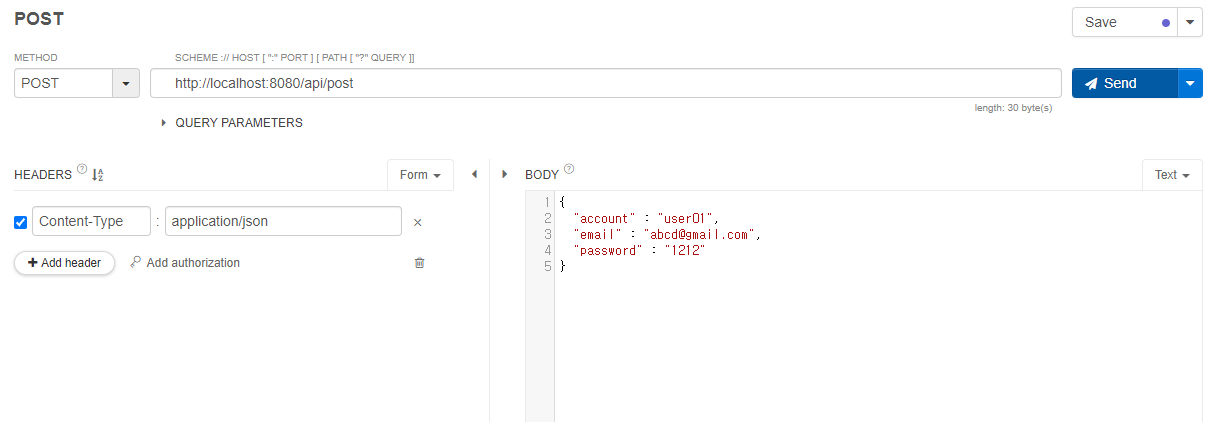 POST
Save
METHOD
SCHEME :// HOST [ ":" PORT ] [ PATH [ "?" QUERY ]]
POST
http://localhost:8080/api/post
Send
length: 30 byte(s)
QUERY PARAMETERS
HEADERS ? Form
BODY ? Text
Content-Type : application/json ×
+ Add header Add authorization
1 {
2 "account" : "user01",
3 "email" : "abcd@gmail.com",
4 "password" : "1212"
5 }